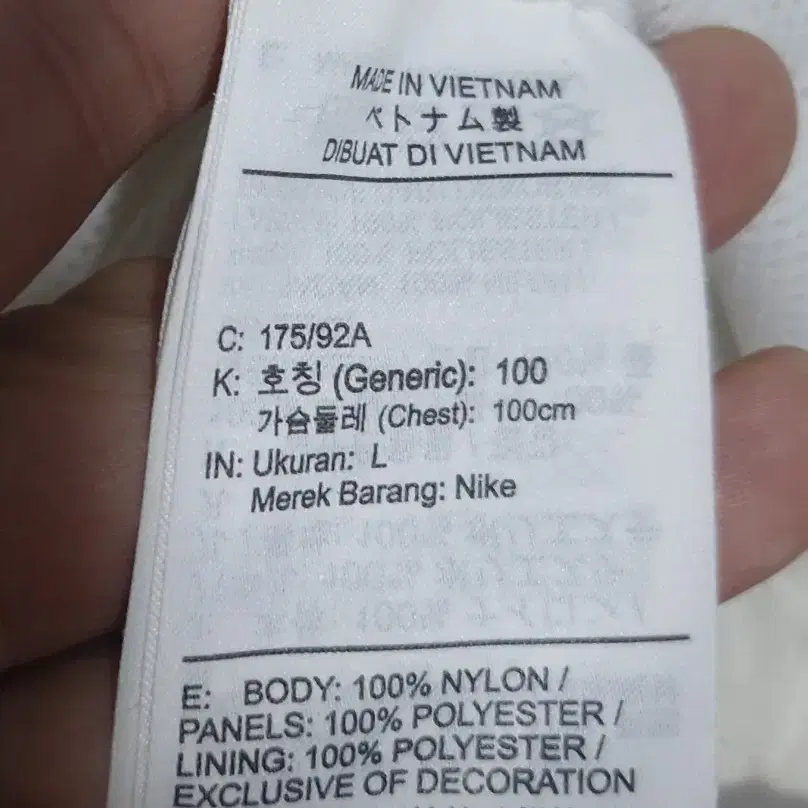 MADE IN VIETNAM
ベトナム製
DIBUAT DI VIETNAM
C: 175/92A
K: 호칭 (Generic): 100
가슴둘레 (Chest): 100cm
IN: Ukuran: L
Merek Barang: Nike
E: BODY: 100% NYLON /
PANELS: 100% POLYESTER /
LINING: 100% POLYESTER /
EXCLUSIVE OF DECORATION